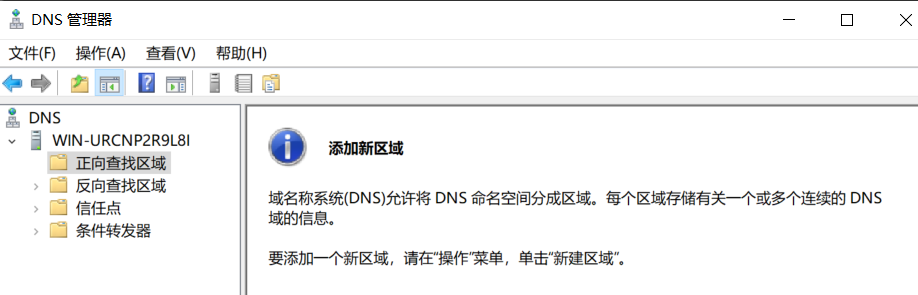 DNS 管理器
文件(F) 操作(A) 查看(V) 帮助(H)
DNS
WIN-URCNP2R9L8I
正向查找区域
反向查找区域
信任点
条件转发器
添加新区域
域名称系统(DNS)允许将 DNS 命名空间分成区域。每个区域存储有关一个或多个连续的 DNS
域的信息。
要添加一个新区域，请在“操作”菜单，单击“新建区域”。